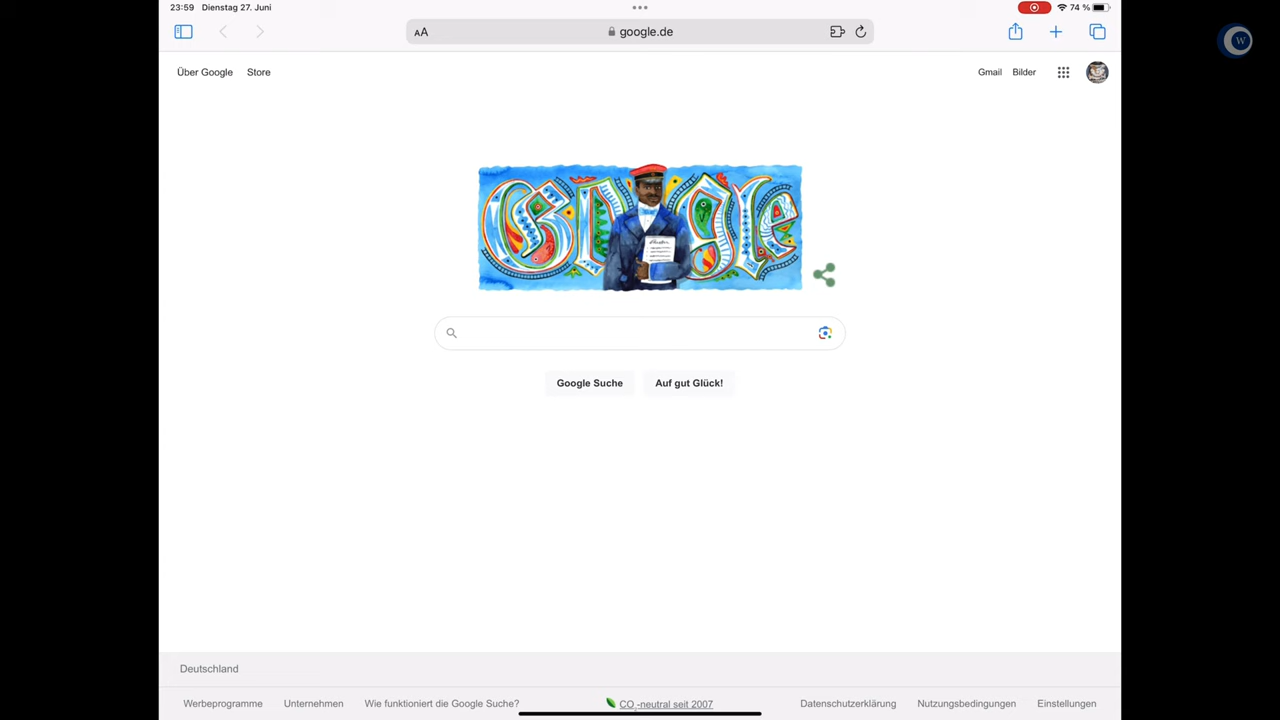 23:59 Dienstag 27. Juni
74 %
AA
google.de
W
Über Google Store
Gmail Bilder
Google Suche Auf gut Glück!
Deutschland
Werbeprogramme Unternehmen Wie funktioniert die Google Suche? CO₂-neutral seit 2007 Datenschutzerklärung Nutzungsbedingungen Einstellungen